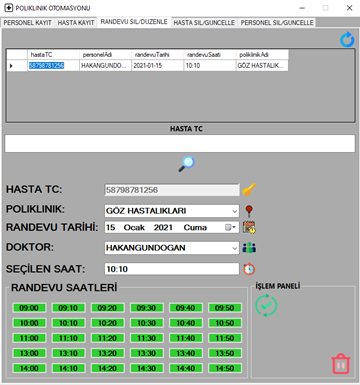 POLIKLINIK OTOMASYONU
PERSONEL KAYIT HASTA KAYIT RANDEVU SIL/DUZENLE HASTA SIL/GUNCELLE PERSONEL SIL/GUNCELLE
hastaTC personelAdi randevuTarihi randevuSaati poliklinikAdi
58798781256 HAKANGUNDO... 2021-01-15 10:10 GÖZ HASTALIK...
HASTA TC
HASTA TC: 58798781256
POLIKLINIK: GÖZ HASTALIKLARI
RANDEVU TARİHİ: 15 Ocak 2021 Cuma
DOKTOR: HAKANGUNDOGAN
SEÇİLEN SAAT: 10:10
RANDEVU SAATLERİ
İŞLEM PANELİ
09:00 09:10 09:20 09:30 09:40 09:50
10:00 10:10 10:20 10:30 10:40 10:50
11:00 11:10 11:20 11:30 11:40 11:50
13:00 13:10 13:20 13:30 13:40 13:50
14:00 14:10 14:20 14:30 14:40 14:50